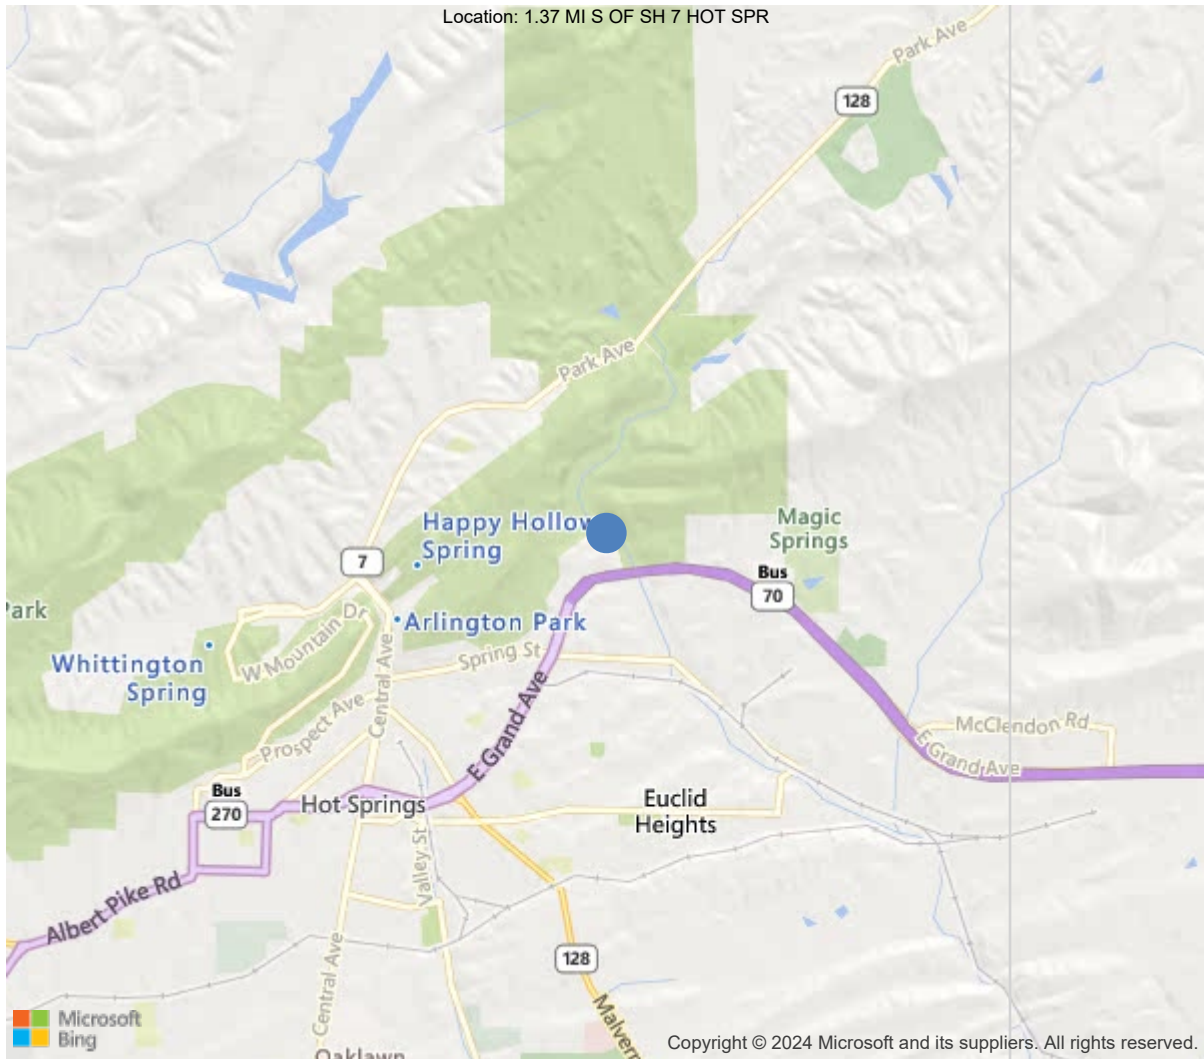 Location: 1.37 MI S OF SH 7 HOT SPR
Park Ave
128
Park Ave
Happy Hollow
Spring
Magic
Springs
7
Bus
70
Park
Arlington Park
W Mountain Dr
Whittington
Spring
Spring St
Central Ave
Prospect Ave
E Grand Ave
McClendon Rd
E Grand Ave
Bus
270
Hot Springs
Euclid
Heights
Valley St
Albert Pike Rd
Central Ave
128
Malvern
Oaklawn
Microsoft
Bing
Copyright © 2024 Microsoft and its suppliers. All rights reserved.